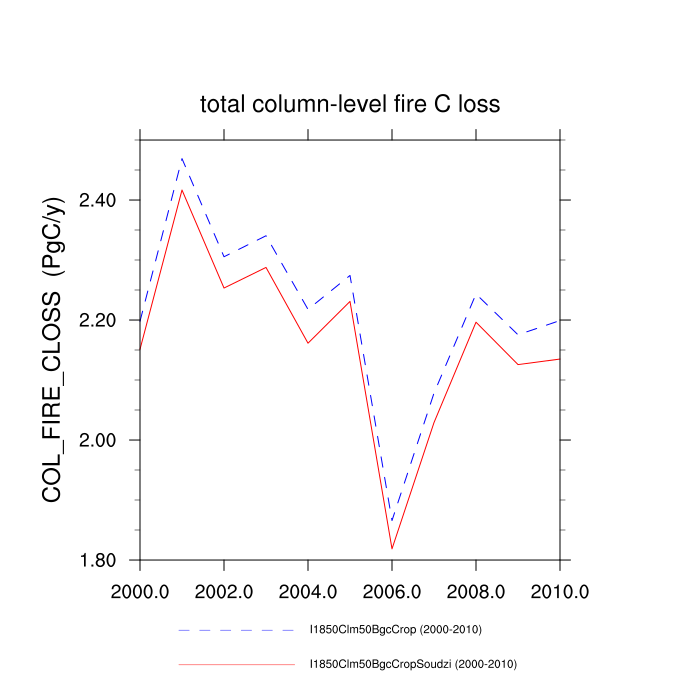 total column-level fire C loss
COL_FIRE_CLOSS (PgC/y)
2.40
2.20
2.00
1.80
2000.0 2002.0 2004.0 2006.0 2008.0 2010.0
I1850Clm50BgcCrop (2000-2010)
I1850Clm50BgcCropSoudzi (2000-2010)